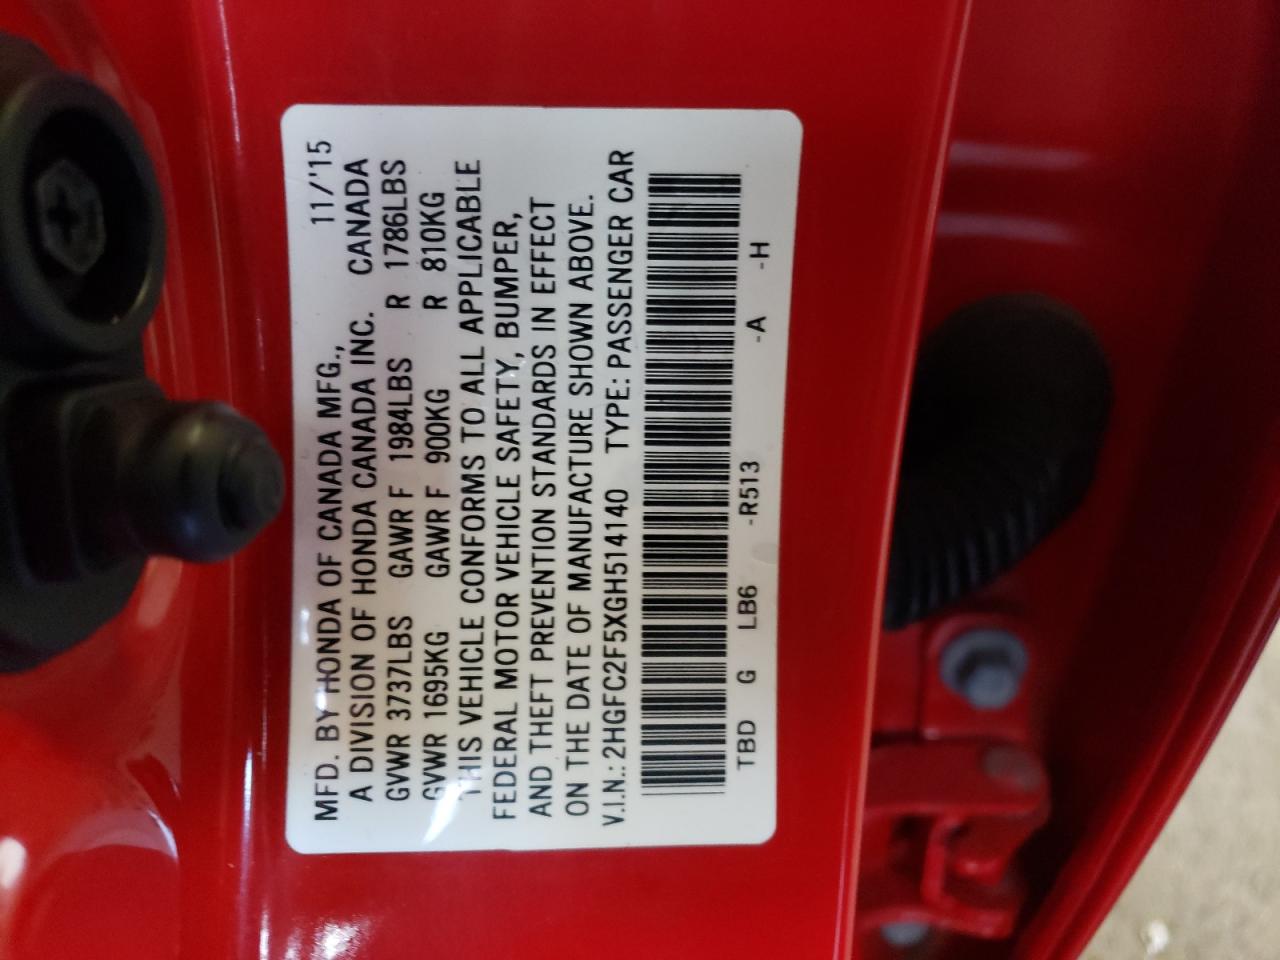 MFD. BY HONDA OF CANADA MFG., 11/'15
A DIVISION OF HONDA CANADA INC. CANADA
GVWR 3737LBS GAWR F 1984LBS R 1786LBS
GVWR 1695KG GAWR F 900KG R 810KG
THIS VEHICLE CONFORMS TO ALL APPLICABLE
FEDERAL MOTOR VEHICLE SAFETY, BUMPER,
AND THEFT PREVENTION STANDARDS IN EFFECT
ON THE DATE OF MANUFACTURE SHOWN ABOVE.
V.I.N.: 2HGFC2F5XGH514140 TYPE: PASSENGER CAR
TBD G LB6 -R513 -A -H